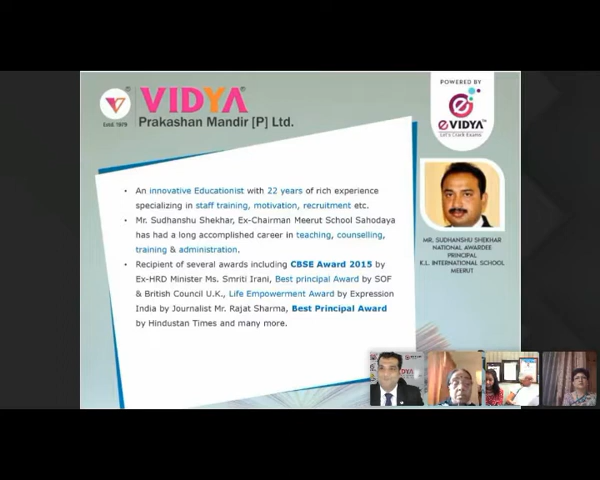 VIDYA
Prakashan Mandir [P] Ltd.
Estd. 1979
POWERED BY
e
eVIDYA™
Let's Crack Exams
• An innovative Educationist with 22 years of rich experience
specializing in staff training, motivation, recruitment etc.
• Mr. Sudhanshu Shekhar, Ex-Chairman Meerut School Sahodaya
has had a long accomplished career in teaching, counselling,
training & administration.
• Recipient of several awards including CBSE Award 2015 by
Ex-HRD Minister Ms. Smriti Irani, Best principal Award by SOF
& British Council U.K., Life Empowerment Award by Expression
India by Journalist Mr. Rajat Sharma, Best Principal Award
by Hindustan Times and many more.
MR. SUDHANSHU SHEKHAR
NATIONAL AWARDEE
PRINCIPAL
K.L. INTERNATIONAL SCHOOL
MEERUT